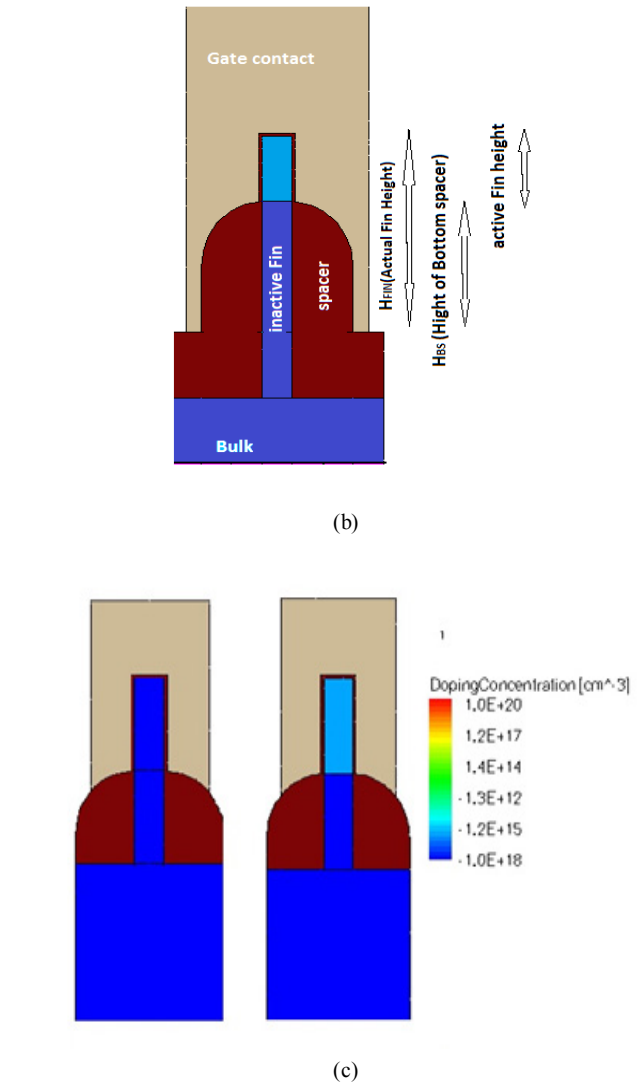 Gate contact
inactive Fin
spacer
HFIN(Actual Fin Height)
HBS (Hight of Bottom spacer)
active Fin height
Bulk
(b)
1
DopingConcentration [cm^-3]
1.0E+20
1.2E+17
1.4E+14
-1.3E+12
-1.2E+15
-1.0E+18
(c)